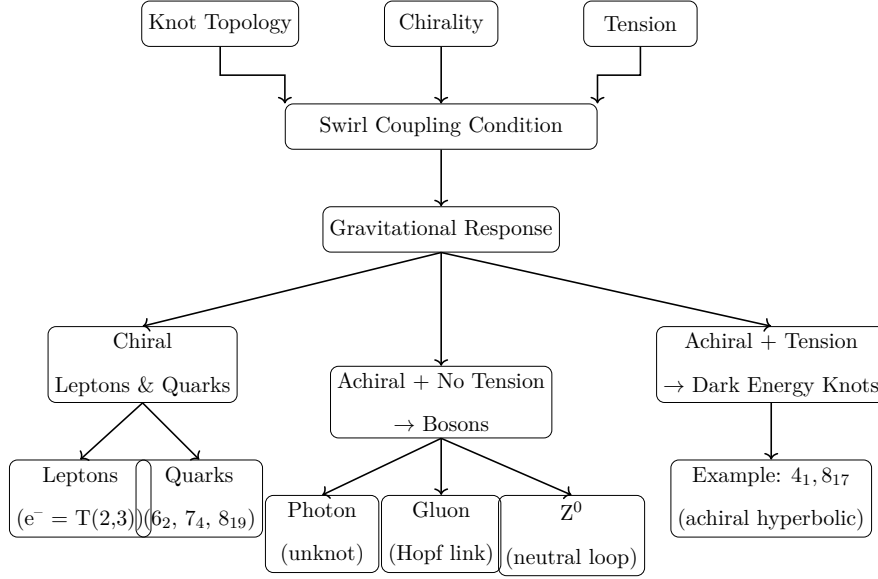 Knot Topology
Chirality
Tension
Swirl Coupling Condition
Gravitational Response
Chiral
Leptons & Quarks
Achiral + No Tension
→ Bosons
Achiral + Tension
→ Dark Energy Knots
Leptons
(e⁻ = T(2,3))
Quarks
(6₂, 7₄, 8₁₉)
Photon
(unknot)
Gluon
(Hopf link)
Z⁰
(neutral loop)
Example: 4₁, 8₁₇
(achiral hyperbolic)